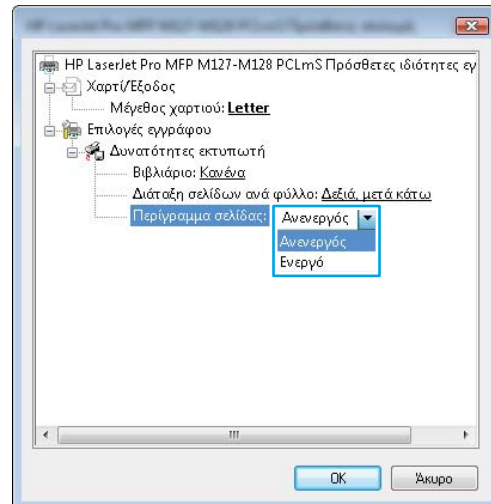 HP LaserJet Pro MFP M127-M128 PCLmS Πρόσθετες ιδιότητες εγ
Χαρτί/Έξοδος
Μέγεθος χαρτιού: Letter
Επιλογές εγγράφου
Δυνατότητες εκτυπωτή
Βιβλιάριο: Κανένα
Διάταξη σελίδων ανά φύλλο: Δεξιά, μετά κάτω
Περίγραμμα σελίδας: Ανενεργός
Ανενεργός
Ενεργό
OK Άκυρο